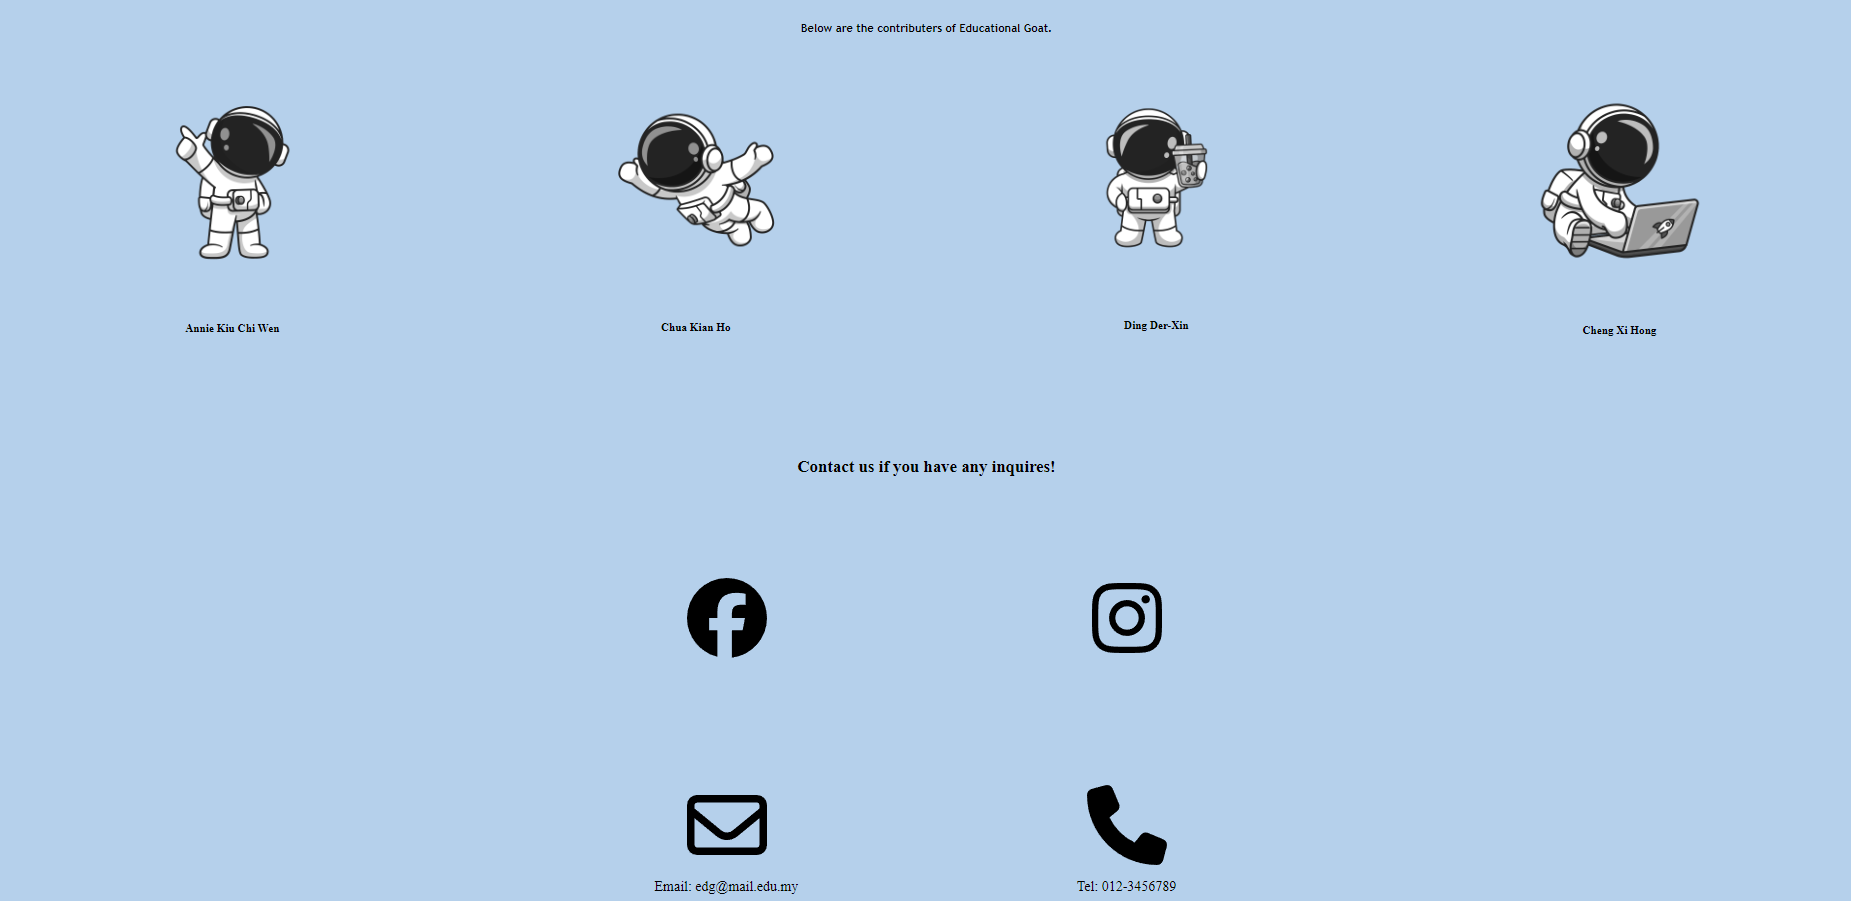 Below are the contributers of Educational Goat.
Annie Kiu Chi Wen
Chua Kian Ho
Ding Der-Xin
Cheng Xi Hong
Contact us if you have any inquires!
Email: edg@mail.edu.my
Tel: 012-3456789